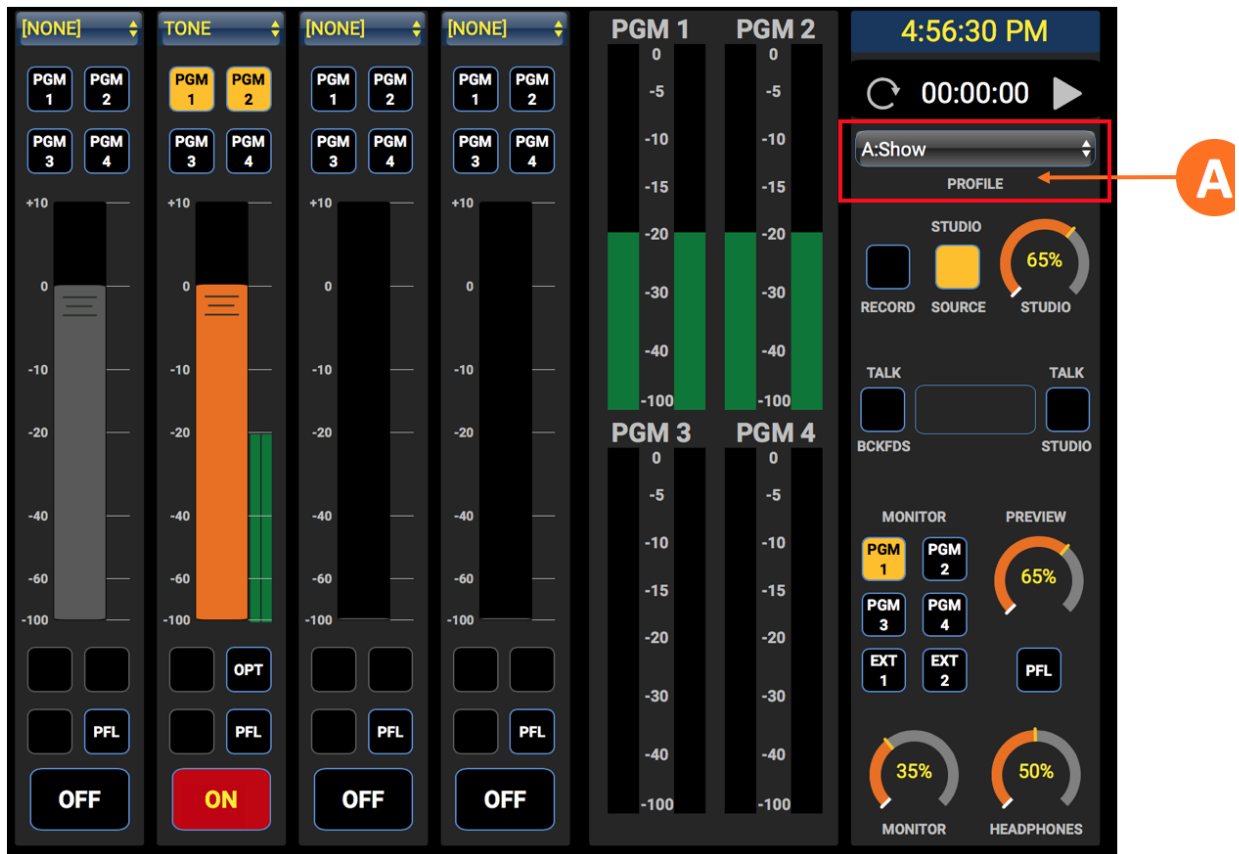 [NONE]
PGM 1
PGM 2
PGM 3
PGM 4
+10
0
-10
-20
-40
-60
-100
PFL
OFF
TONE
PGM 1
PGM 2
PGM 3
PGM 4
+10
0
-10
-20
-40
-60
-100
OPT
PFL
ON
[NONE]
PGM 1
PGM 2
PGM 3
PGM 4
+10
0
-10
-20
-40
-60
-100
PFL
OFF
[NONE]
PGM 1
PGM 2
PGM 3
PGM 4
+10
0
-10
-20
-40
-60
-100
PFL
OFF
PGM 1
0
-5
-10
-15
-20
-30
-40
-100
PGM 2
0
-5
-10
-15
-20
-30
-40
-100
PGM 3
0
-5
-10
-15
-20
-30
-40
-100
PGM 4
0
-5
-10
-15
-20
-30
-40
-100
4:56:30 PM
00:00:00
A:Show
PROFILE
A
STUDIO
65%
RECORD
SOURCE
STUDIO
TALK
TALK
BCKFDS
STUDIO
MONITOR
PREVIEW
PGM 1
PGM 2
65%
PGM 3
PGM 4
EXT 1
EXT 2
PFL
35%
50%
MONITOR
HEADPHONES